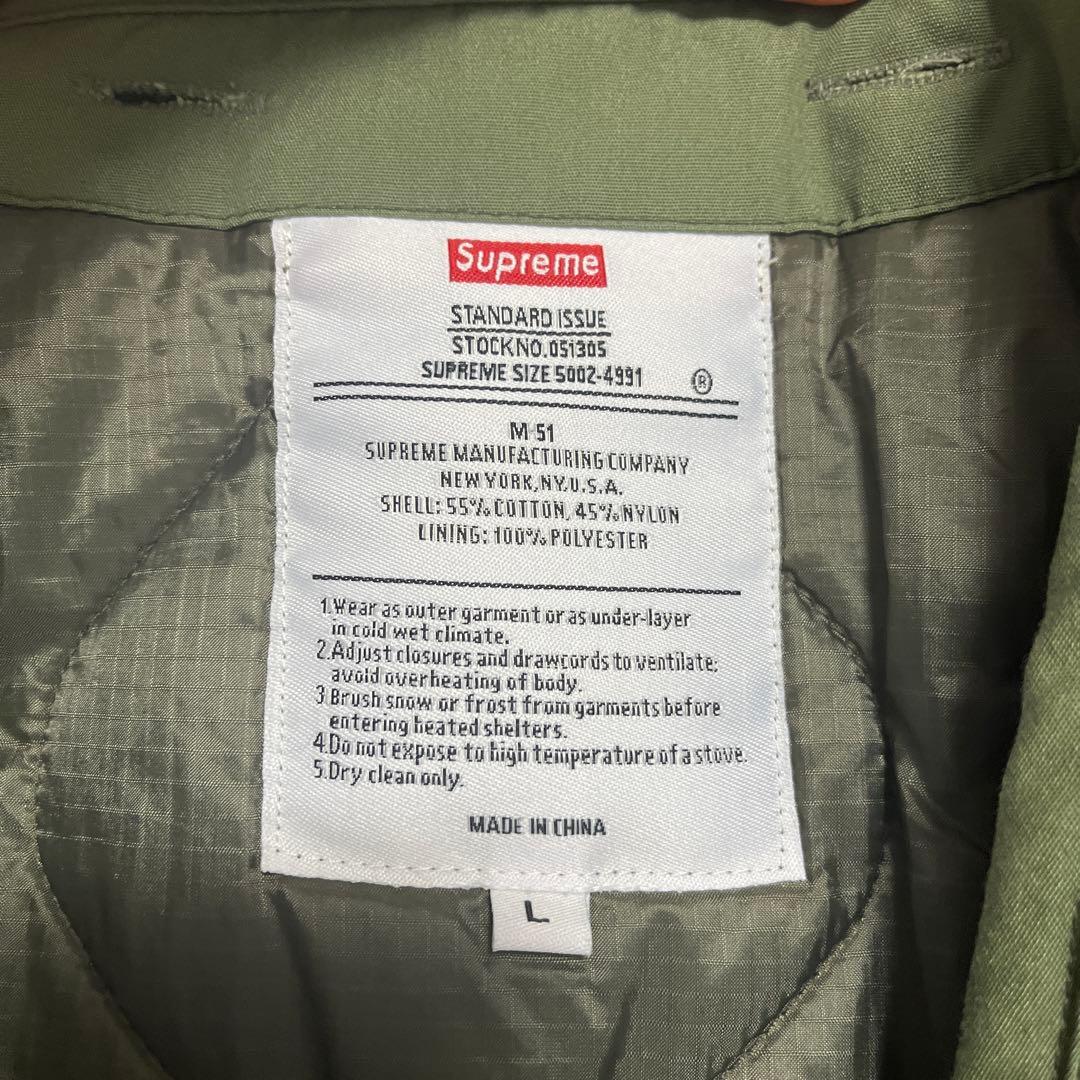 Supreme
STANDARD ISSUE
STOCK NO.051305
SUPREME SIZE 5002-4991 ®
M 51
SUPREME MANUFACTURING COMPANY
NEW YORK,NY.U.S.A.
SHELL: 55% COTTON, 45% NYLON
LINING: 100% POLYESTER
1.Wear as outer garment or as under-layer
in cold wet climate.
2.Adjust closures and drawcords to ventilate:
avoid overheating of body.
3.Brush snow or frost from garments before
entering heated shelters.
4.Do not expose to high temperature of a stove.
5.Dry clean only.
MADE IN CHINA
L